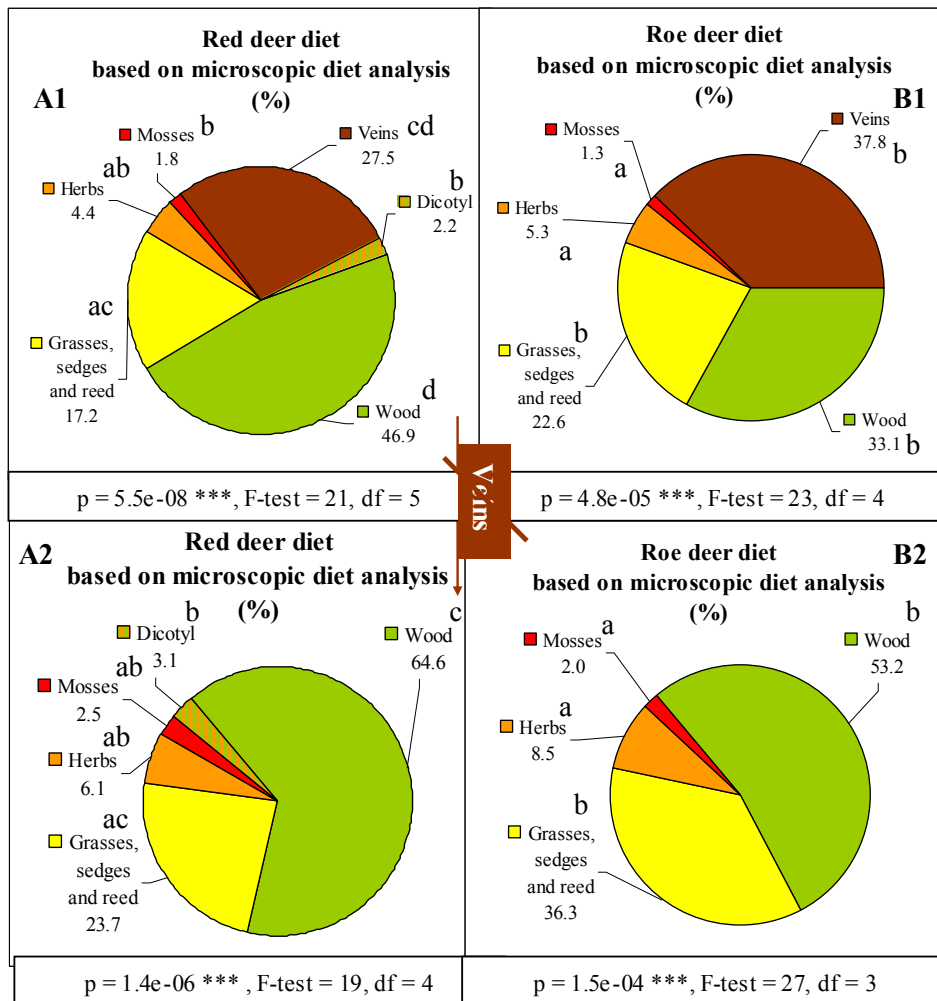 Red deer diet
based on microscopic diet analysis
(%)
A1
Mosses b
1.8
Veins cd
27.5
ab
Herbs
4.4
b
Dicotyl
2.2
ac
Grasses,
sedges
and reed
17.2
d
Wood
46.9
p = 5.5e-08 ***, F-test = 21, df = 5
Roe deer diet
based on microscopic diet analysis
(%)
B1
Mosses
1.3
a
Veins
37.8
b
Herbs
5.3
a
b
Grasses,
sedges
and reed
22.6
Wood
33.1 b
p = 4.8e-05 ***, F-test = 23, df = 4
Veins
A2
Red deer diet
based on microscopic diet analysis
(%)
b
Dicotyl
3.1
c
Wood
64.6
ab
Mosses
2.5
ab
Herbs
6.1
ac
Grasses,
sedges
and reed
23.7
p = 1.4e-06 *** , F-test = 19, df = 4
B2
Roe deer diet
based on microscopic diet analysis
(%)
a
Mosses
2.0
b
Wood
53.2
a
Herbs
8.5
b
Grasses,
sedges
and reed
36.3
p = 1.5e-04 ***, F-test = 27, df = 3